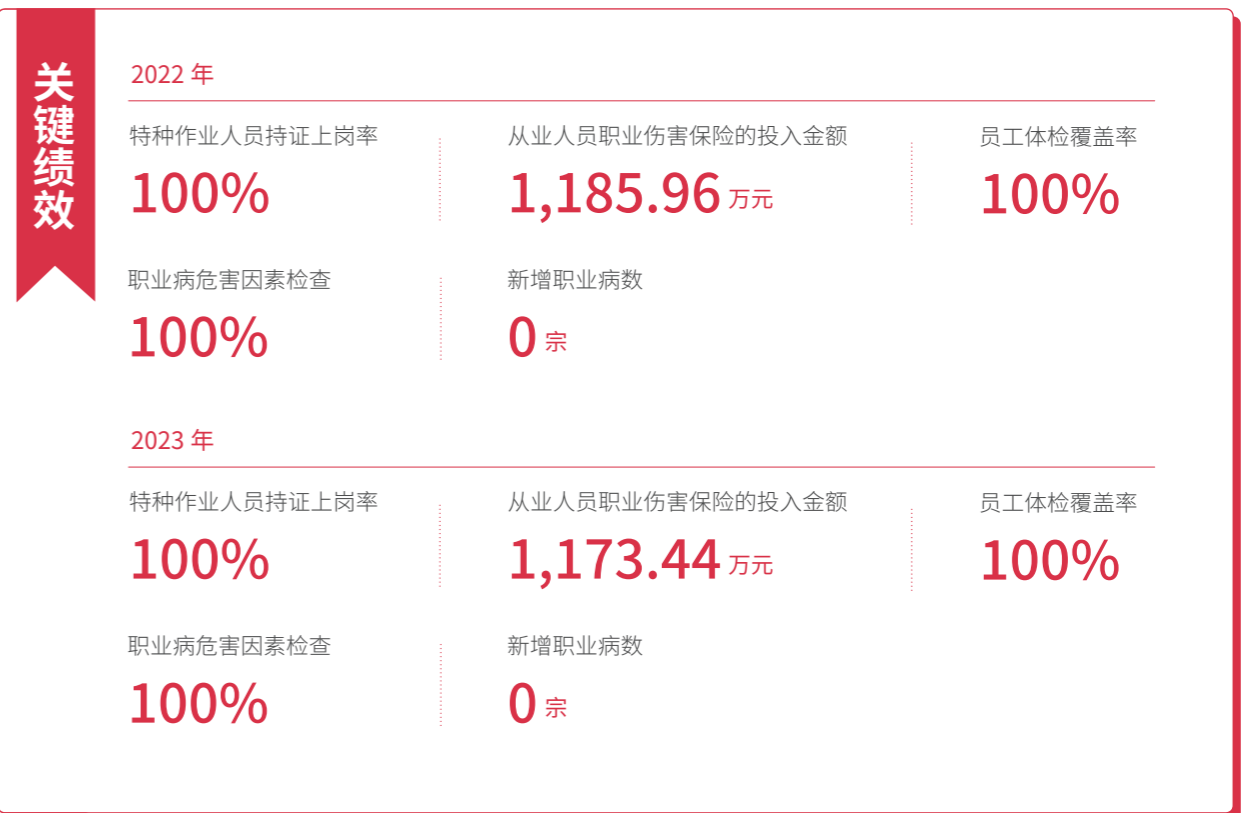 关键绩效
2022 年
特种作业人员持证上岗率
100%
从业人员职业伤害保险的投入金额
1,185.96 万元
员工体检覆盖率
100%
职业病危害因素检查
100%
新增职业病数
0 宗
2023 年
特种作业人员持证上岗率
100%
从业人员职业伤害保险的投入金额
1,173.44 万元
员工体检覆盖率
100%
职业病危害因素检查
100%
新增职业病数
0 宗